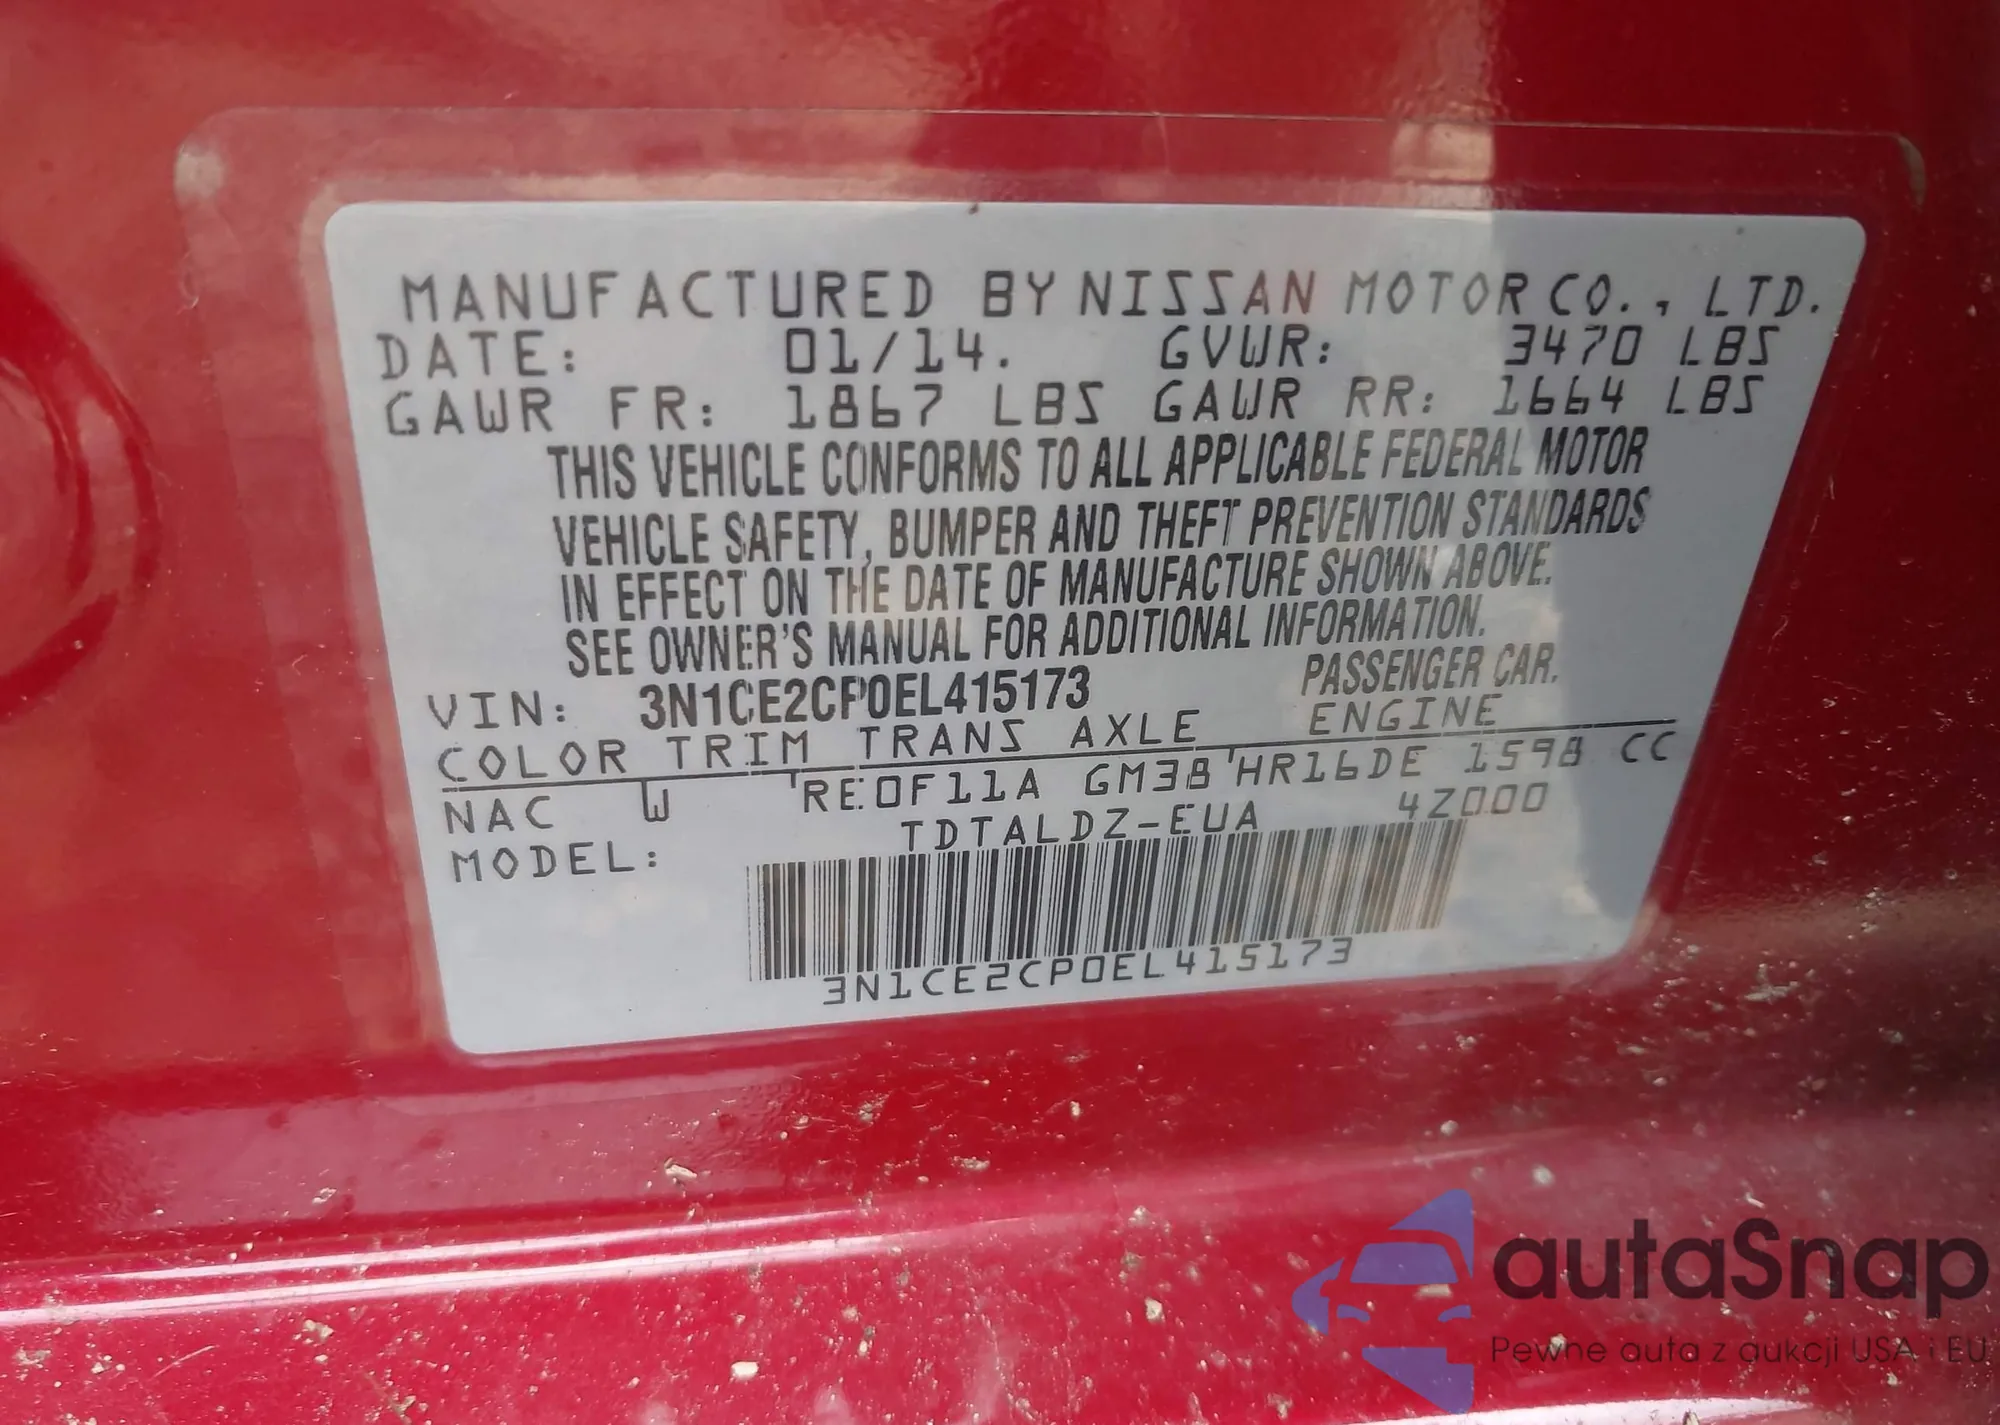 MANUFACTURED BY NISSAN MOTOR CO., LTD.
DATE: 01/14. GVWR: 3470 LBS
GAWR FR: 1867 LBS GAWR RR: 1664 LBS
THIS VEHICLE CONFORMS TO ALL APPLICABLE FEDERAL MOTOR
VEHICLE SAFETY, BUMPER AND THEFT PREVENTION STANDARDS
IN EFFECT ON THE DATE OF MANUFACTURE SHOWN ABOVE.
SEE OWNER'S MANUAL FOR ADDITIONAL INFORMATION.
VIN: 3N1CE2CP0EL415173 PASSENGER CAR.
COLOR TRIM TRANS AXLE ENGINE
NAC W RE0F11A GM38 HR16DE 1598 CC
MODEL: TDTALDZ-EUA 4Z000
3N1CE2CP0EL415173
autaSnap
Pewne auta z aukcji USA i EU